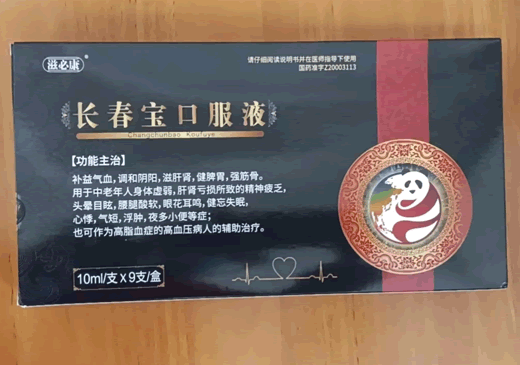 滋必康®
请仔细阅读说明书并在医师指导下使用
国药准字Z20003113
长春宝口服液
Changchunbao Koufuye
【功能主治】
补益气血,调和阴阳,滋肝肾,健脾胃,强筋骨。
用于中老年人身体虚弱,肝肾亏损所致的精神疲乏,
头晕目眩,腰腿酸软,眼花耳鸣,健忘失眠,
心悸,气短,浮肿,夜多小便等症;
也可作为高脂血症的高血压病人的辅助治疗。
10ml/支 x 9支/盒